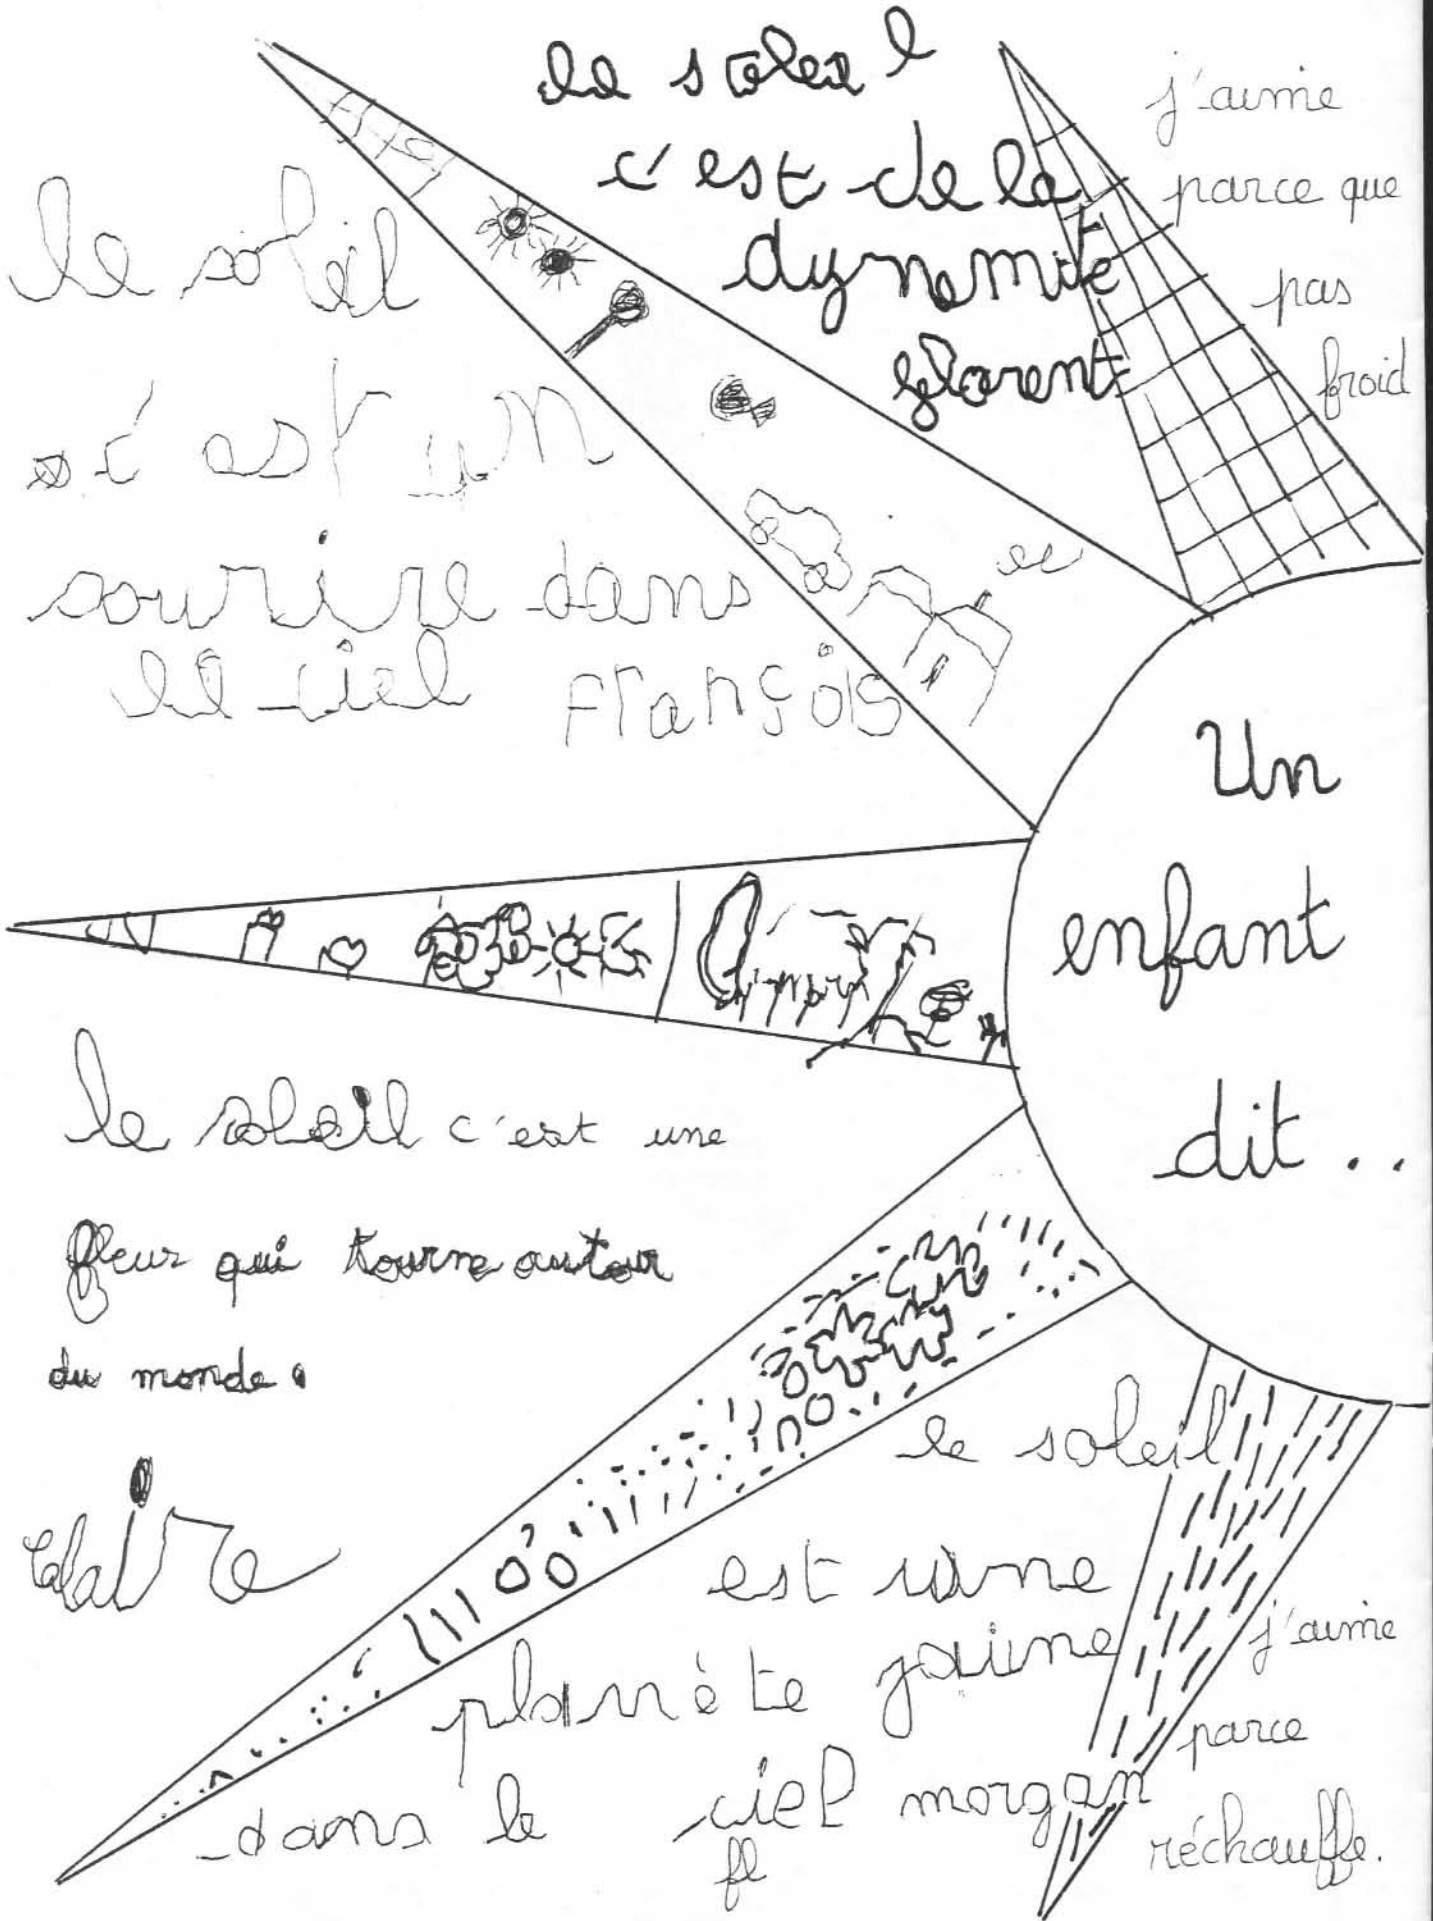 le soleil
c'est de la
dynamite
florent
j'aime
parce que
pas
froid
le soleil
c'est un
sourire dans
le ciel françois
Un
enfant
dit ..
le soleil c'est une
fleur qui tourne autour
du monde.
claire
le soleil
est une
planète jaune
dans le ciel morgan
fl
j'aime
parce
réchauffe.